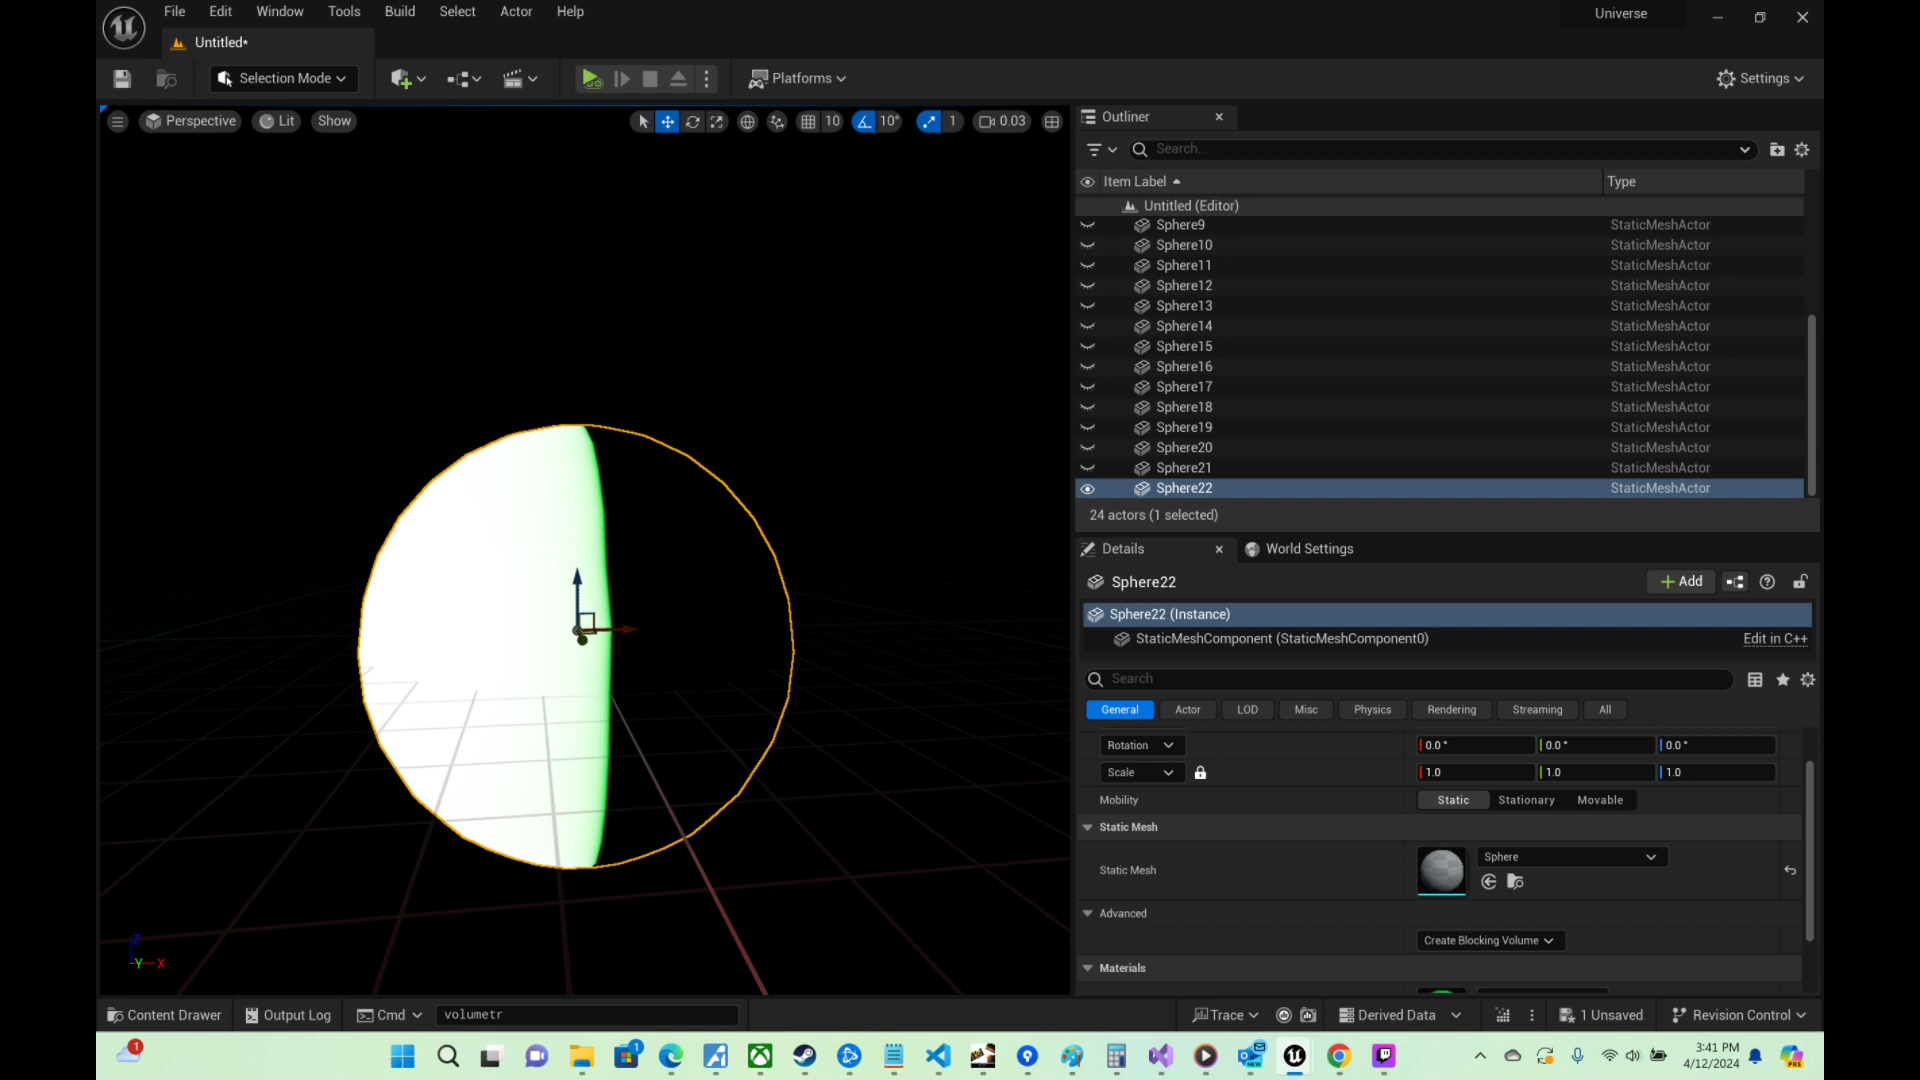 File Edit Window Tools Build Select Actor Help
Universe
Untitled*
Selection Mode
Platforms
Settings
Perspective Lit Show
10 10° 1 0.03
Outliner
Search...
Item Label Type
Untitled (Editor)
Sphere9 StaticMeshActor
Sphere10 StaticMeshActor
Sphere11 StaticMeshActor
Sphere12 StaticMeshActor
Sphere13 StaticMeshActor
Sphere14 StaticMeshActor
Sphere15 StaticMeshActor
Sphere16 StaticMeshActor
Sphere17 StaticMeshActor
Sphere18 StaticMeshActor
Sphere19 StaticMeshActor
Sphere20 StaticMeshActor
Sphere21 StaticMeshActor
Sphere22 StaticMeshActor
24 actors (1 selected)
Details World Settings
Sphere22 Add
Sphere22 (Instance)
StaticMeshComponent (StaticMeshComponent0) Edit in C++
Search
General Actor LOD Misc Physics Rendering Streaming All
Rotation 0.0° 0.0° 0.0°
Scale 1.0 1.0 1.0
Mobility Static Stationary Movable
Static Mesh
Static Mesh Sphere
Advanced
Create Blocking Volume
Materials
Z
Y X
Content Drawer Output Log Cmd volumetr Trace Derived Data 1 Unsaved Revision Control
1 1 NEW PRE
3:41 PM
4/12/2024